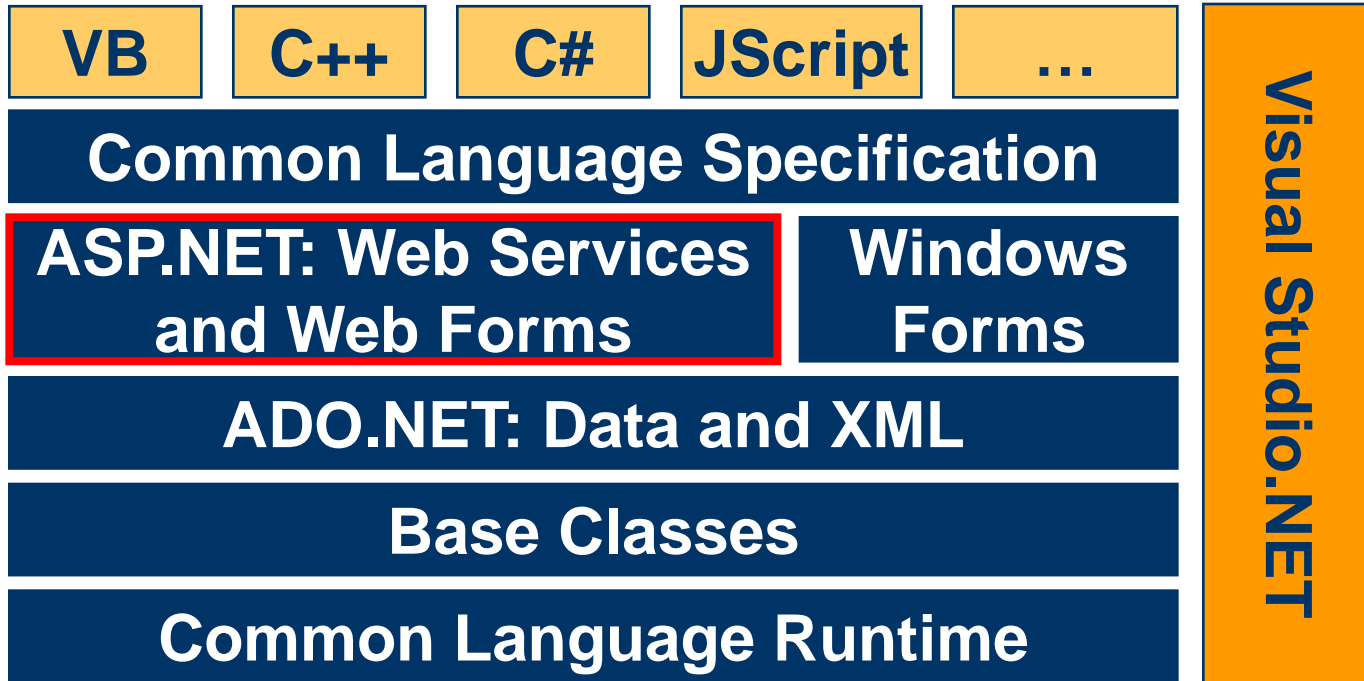 VB
C++
C#
JScript
…
Common Language Specification
ASP.NET: Web Services
and Web Forms
Windows
Forms
ADO.NET: Data and XML
Base Classes
Common Language Runtime
Visual Studio.NET